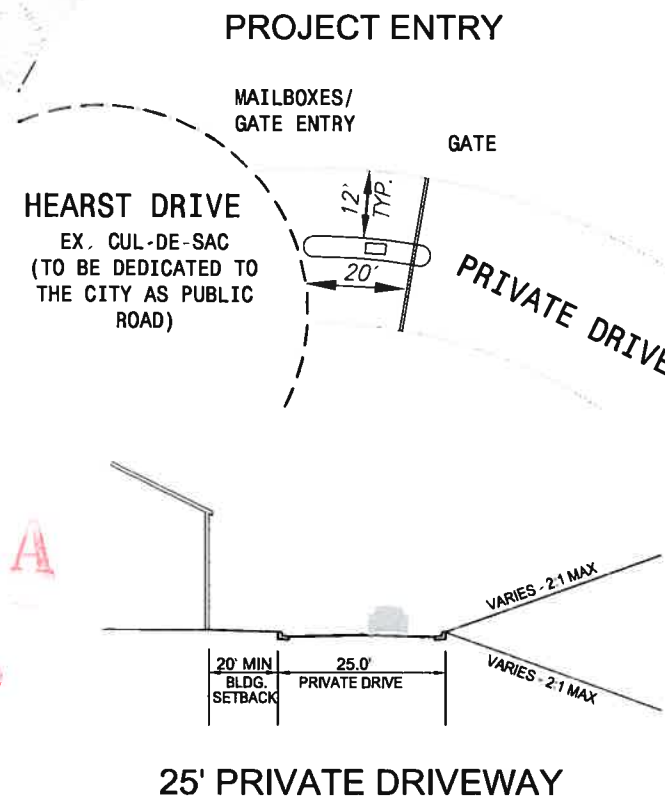 PROJECT ENTRY
MAILBOXES/
GATE ENTRY
GATE
12'
TYP.
HEARST DRIVE
EX. CUL-DE-SAC
(TO BE DEDICATED TO
THE CITY AS PUBLIC
ROAD)
20'
PRIVATE DRIVE
A
VARIES - 2:1 MAX
VARIES - 2:1 MAX
20' MIN
BLDG.
SETBACK
25.0'
PRIVATE DRIVE
25' PRIVATE DRIVEWAY